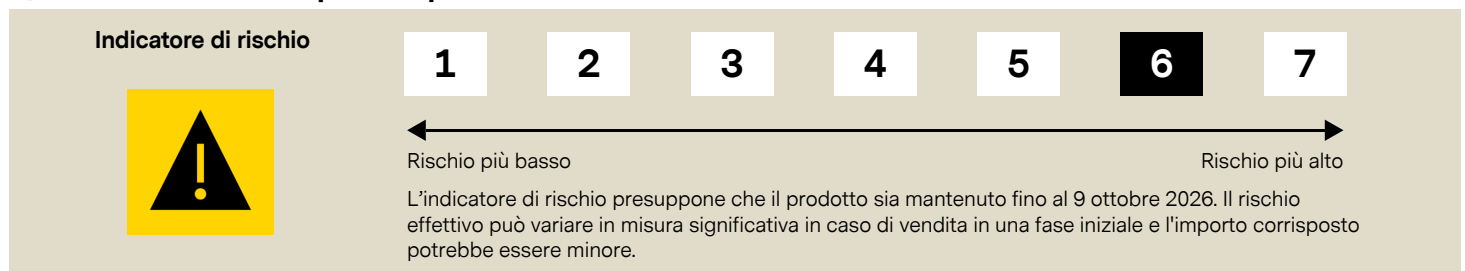 Indicatore di rischio
1 2 3 4 5 6 7
Rischio più basso Rischio più alto
L'indicatore di rischio presuppone che il prodotto sia mantenuto fino al 9 ottobre 2026. Il rischio
effettivo può variare in misura significativa in caso di vendita in una fase iniziale e l'importo corrisposto
potrebbe essere minore.